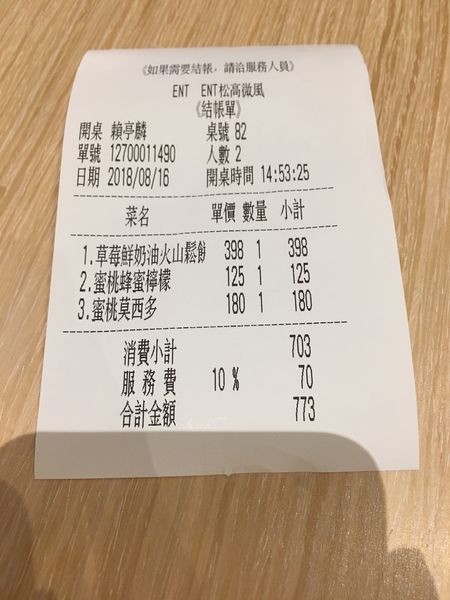 《如果需要結帳，請洽服務人員》
ENT ENT松高微風
《結帳單》
開桌 賴亭麟 桌號 82
單號 12700011490 人數 2
日期 2018/08/16 開桌時間 14:53:25
菜名 單價 數量 小計
1.草莓鮮奶油火山鬆餅 398 1 398
2.蜜桃蜂蜜檸檬 125 1 125
3.蜜桃莫西多 180 1 180
消費小計 703
服務費 10 % 70
合計金額 773